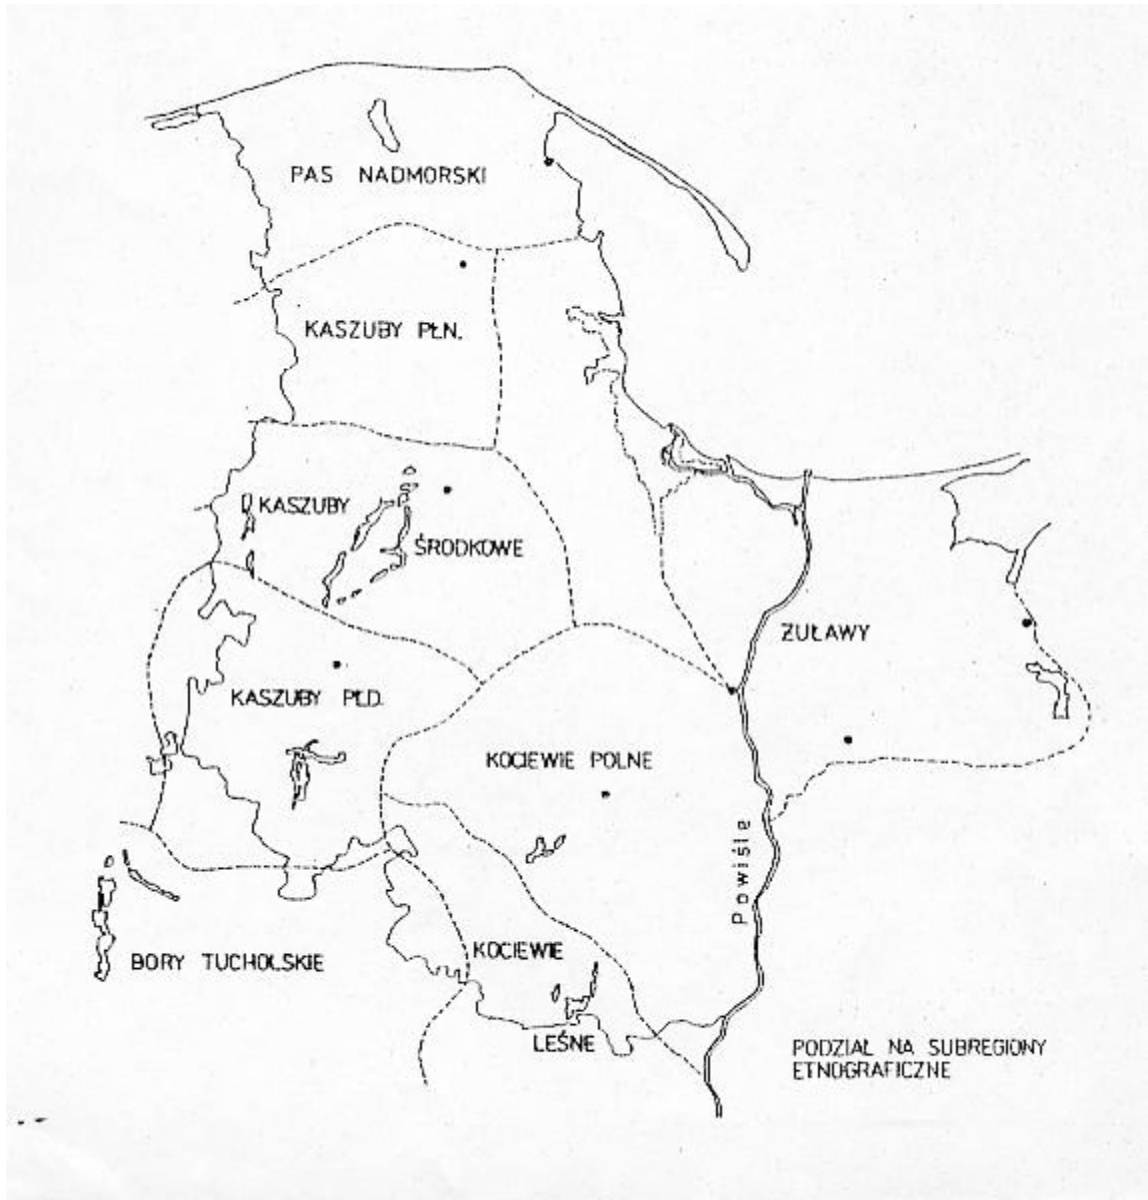 PAS NADMORSKI
KASZUBY PŁN.
KASZUBY
ŚRODKOWE
ŻUŁAWY
KASZUBY PŁD.
KOCIEWIE POLNE
Powiśle
KOCIEWIE
BORY TUCHOLSKIE
LEŚNE
PODZIAŁ NA SUBREGIONY
ETNOGRAFICZNE